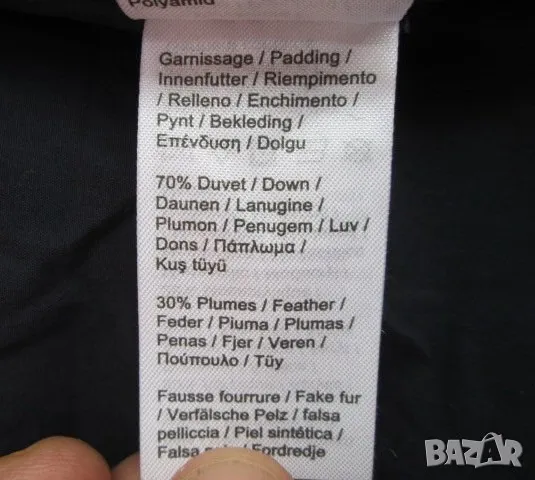 Polyamid
Garnissage / Padding /
Innenfutter / Riempimento
/ Relleno / Enchimento /
Pynt / Bekleding /
Επένδυση / Dolgu
70% Duvet / Down /
Daunen / Lanugine /
Plumon / Penugem / Luv /
Dons / Πάπλωμα /
Kuş tüyü
30% Plumes / Feather /
Feder / Piuma / Plumas /
Penas / Fjer / Veren /
Πούπουλο / Tüy
Fausse fourrure / Fake fur
/ Verfälsche Pelz / falsa
pelliccia / Piel sintética /
Falsa / Fordredje
BAZAR